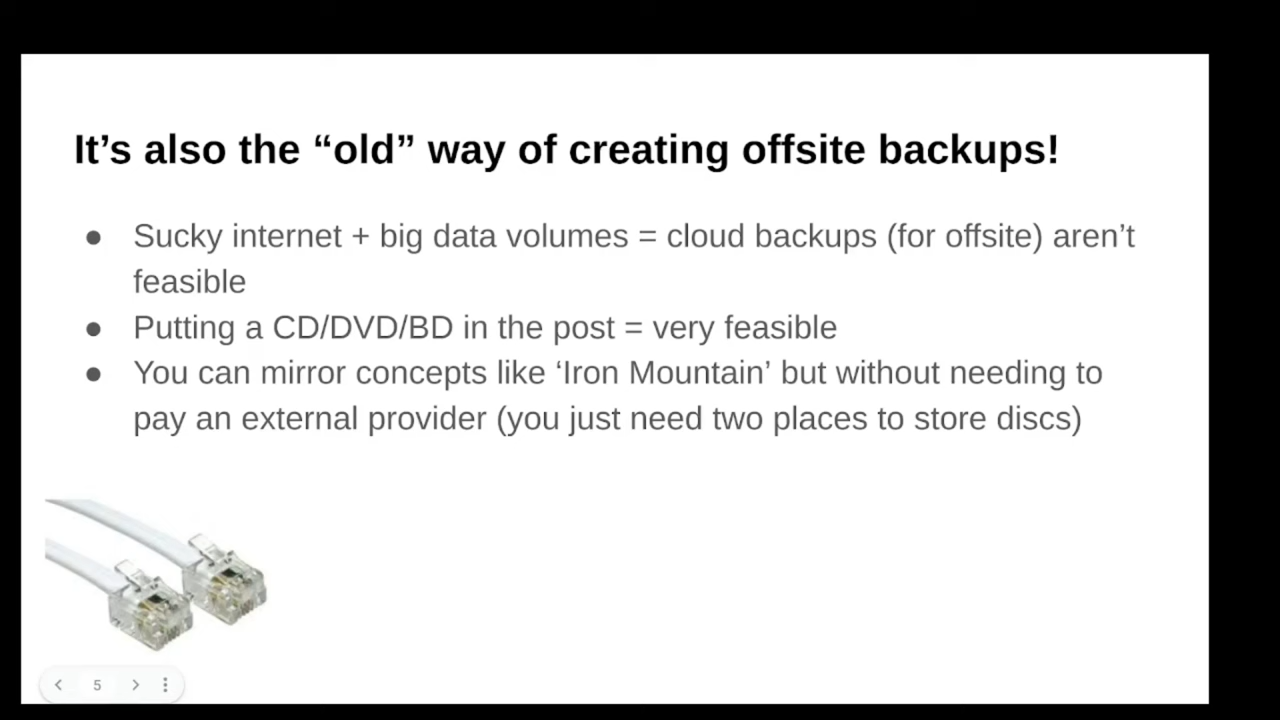 It’s also the “old” way of creating offsite backups!
● Sucky internet + big data volumes = cloud backups (for offsite) aren’t
feasible
● Putting a CD/DVD/BD in the post = very feasible
● You can mirror concepts like ‘Iron Mountain’ but without needing to
pay an external provider (you just need two places to store discs)
5